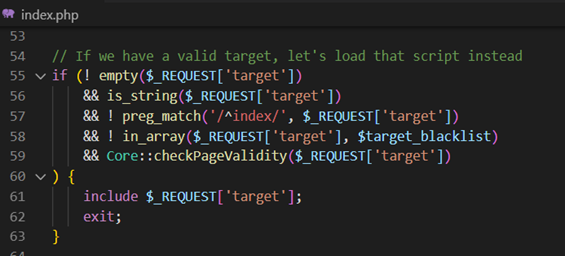 index.php
53
54 // If we have a valid target, let's load that script instead
55 if (! empty($_REQUEST['target'])
56 && is_string($_REQUEST['target'])
57 && ! preg_match('/^index/', $_REQUEST['target'])
58 && ! in_array($_REQUEST['target'], $target_blacklist)
59 && Core::checkPageValidity($_REQUEST['target'])
60 ) {
61 include $_REQUEST['target'];
62 exit;
63 }
64